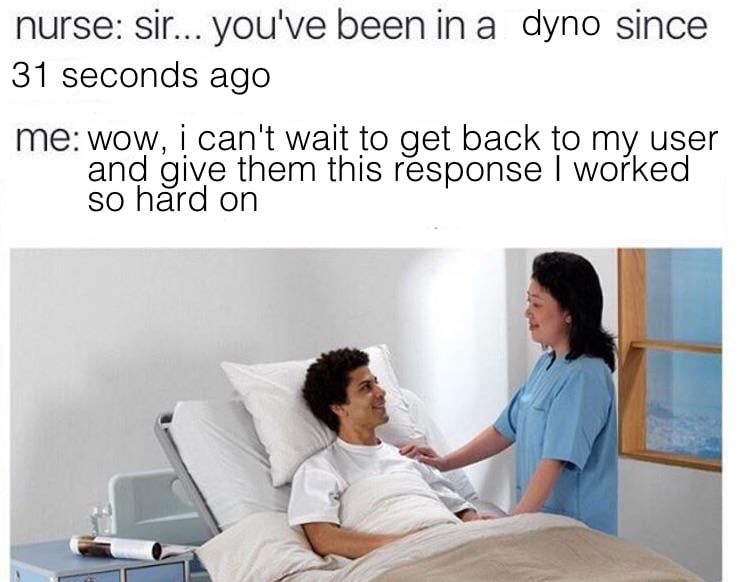 nurse: sir... you've been in a dyno since
31 seconds ago
me: wow, i can't wait to get back to my user
and give them this response I worked
so hard on